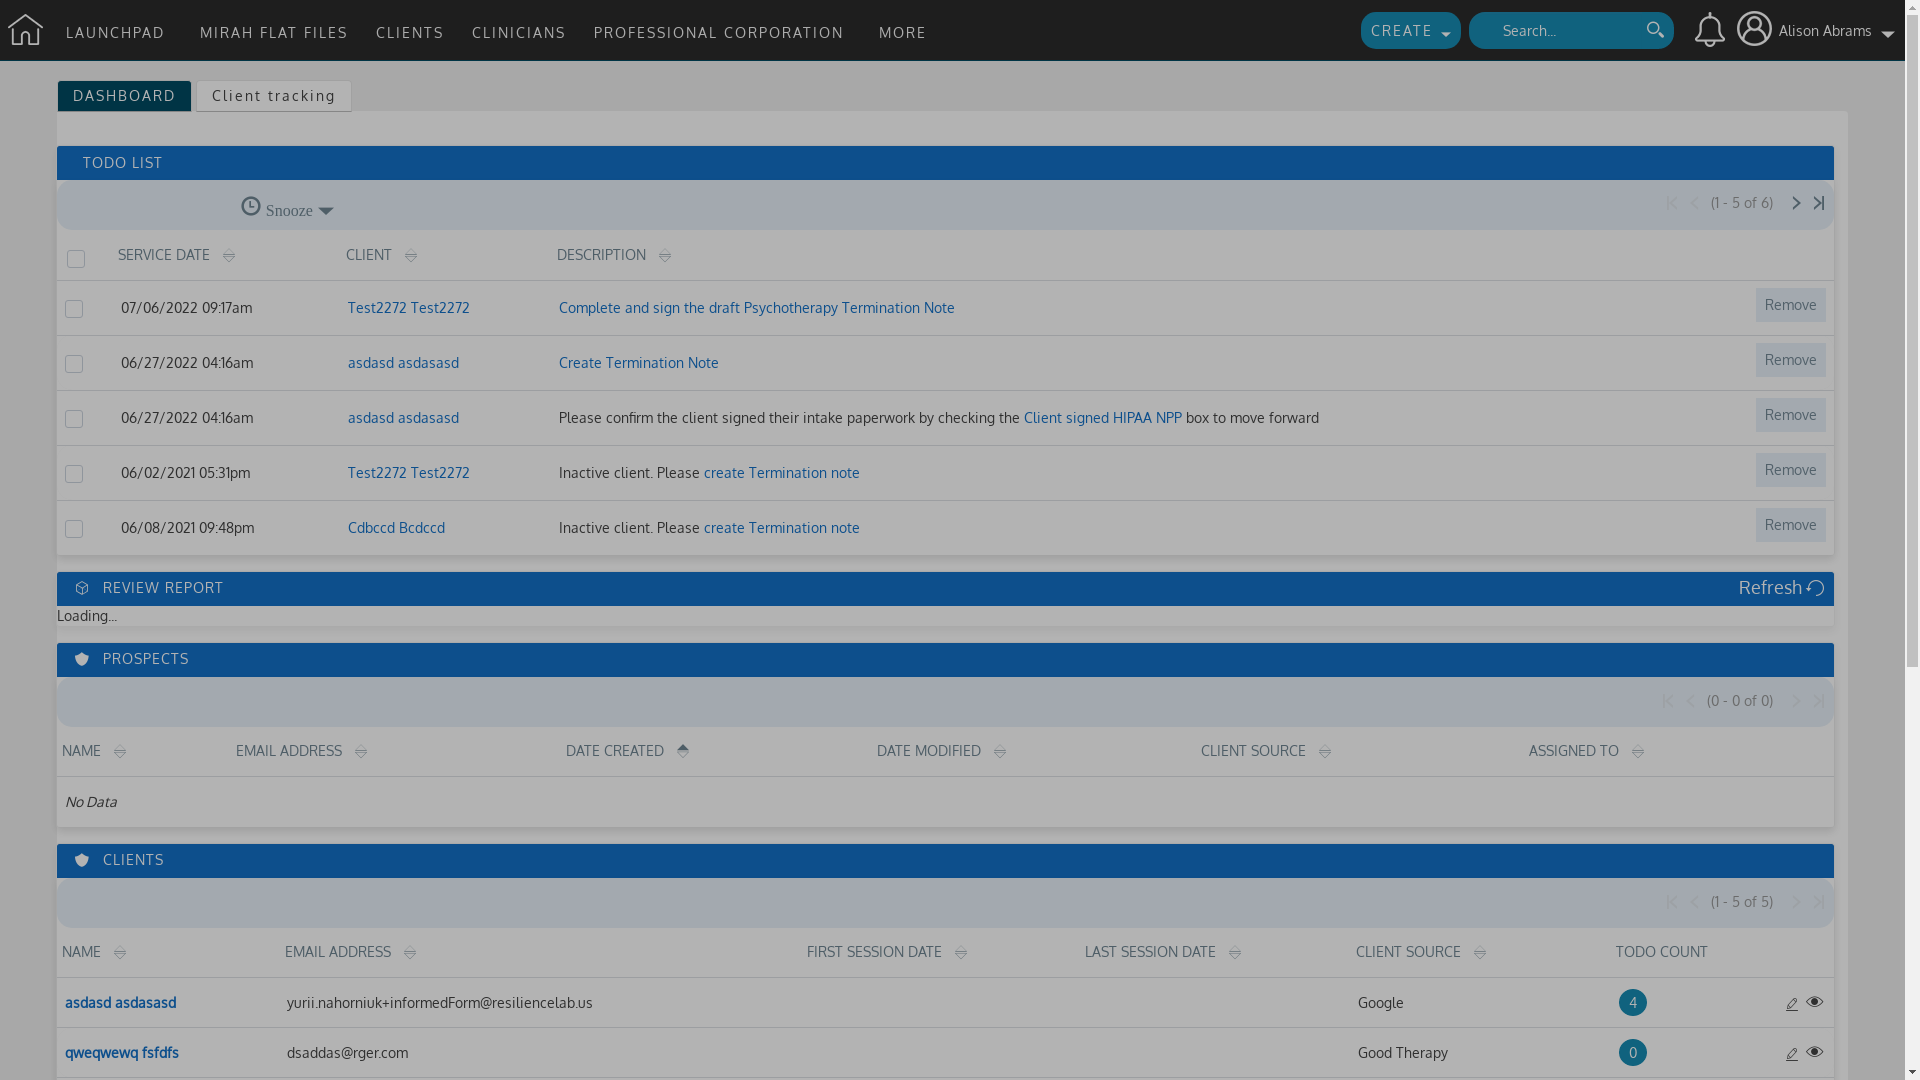 LAUNCHPAD MIRAH FLAT FILES CLIENTS CLINICIANS PROFESSIONAL CORPORATION MORE CREATE Search... Alison Abrams
DASHBOARD Client tracking
TODO LIST
Snooze (1 - 5 of 6)
SERVICE DATE CLIENT DESCRIPTION
07/06/2022 09:17am Test2272 Test2272 Complete and sign the draft Psychotherapy Termination Note Remove
06/27/2022 04:16am asdasd asdasasd Create Termination Note Remove
06/27/2022 04:16am asdasd asdasasd Please confirm the client signed their intake paperwork by checking the Client signed HIPAA NPP box to move forward Remove
06/02/2021 05:31pm Test2272 Test2272 Inactive client. Please create Termination note Remove
06/08/2021 09:48pm Cdbccd Bcdccd Inactive client. Please create Termination note Remove
REVIEW REPORT Refresh
Loading...
PROSPECTS
(0 - 0 of 0)
NAME EMAIL ADDRESS DATE CREATED DATE MODIFIED CLIENT SOURCE ASSIGNED TO
No Data
CLIENTS
(1 - 5 of 5)
NAME EMAIL ADDRESS FIRST SESSION DATE LAST SESSION DATE CLIENT SOURCE TODO COUNT
asdasd asdasasd yurii.nahorniuk+informedForm@resiliencelab.us Google 4
qweqwewq fsfdfs dsaddas@rger.com Good Therapy 0